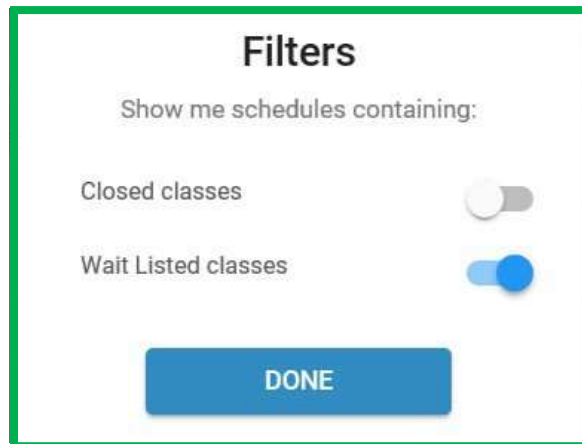 Filters
Show me schedules containing:
Closed classes
Wait Listed classes
DONE